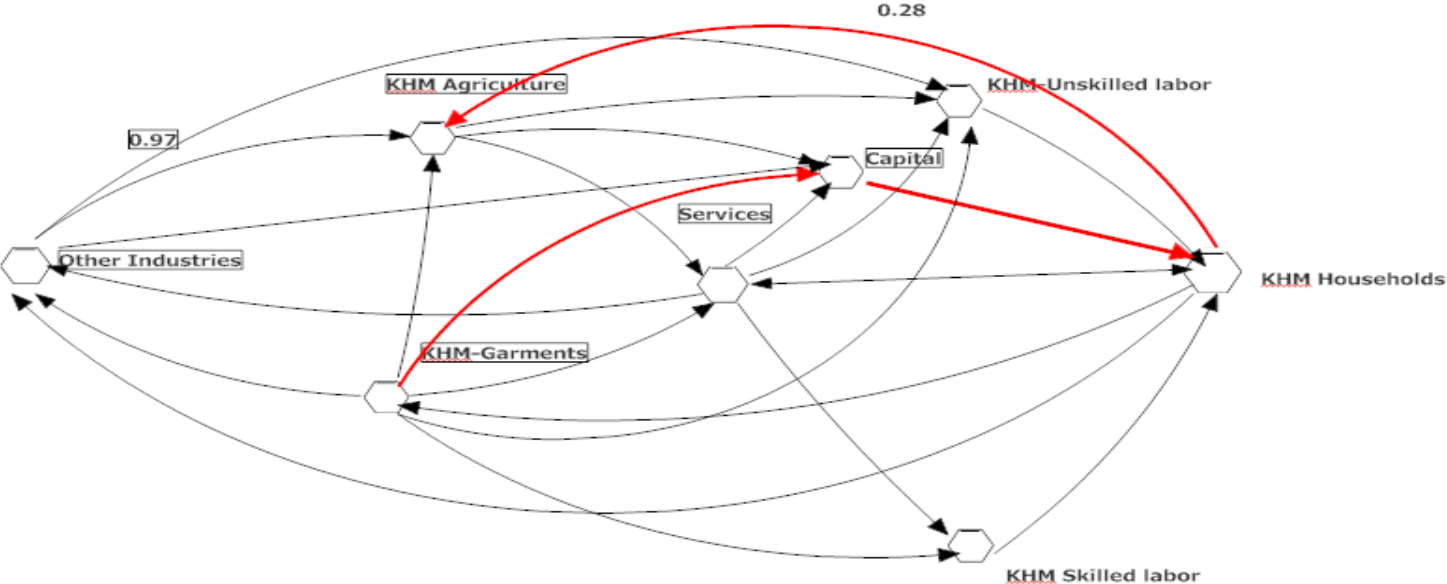 0.28
KHM Agriculture
KHM-Unskilled labor
0.97
Capital
Services
Other Industries
KHM Households
KHM-Garments
KHM Skilled labor